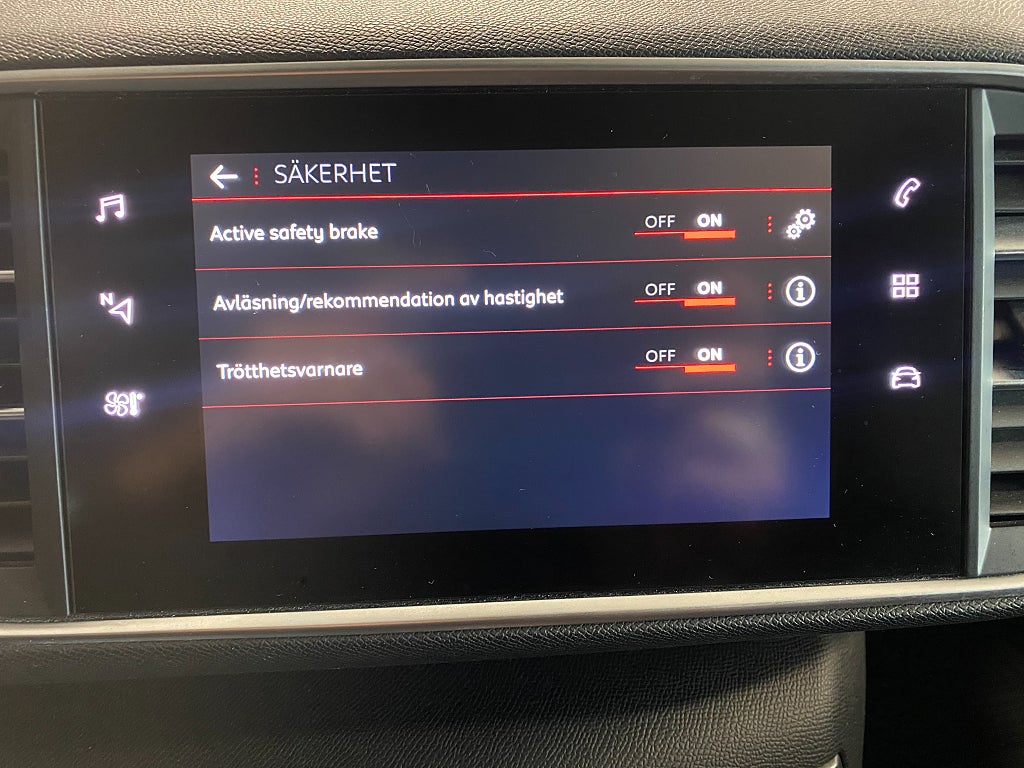 SÄKERHET
Active safety brake OFF ON
Avläsning/rekommendation av hastighet OFF ON
N
Trötthetsvarnare OFF ON